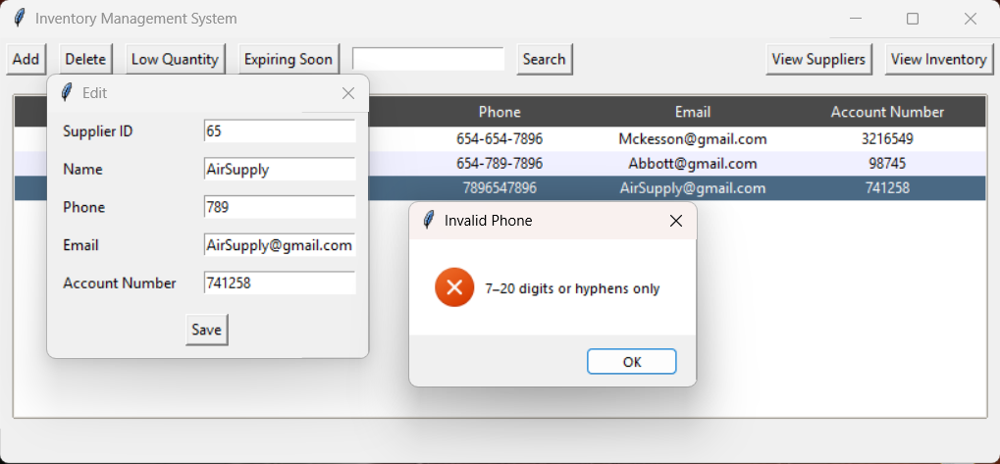 Inventory Management System
Add Delete Low Quantity Expiring Soon Search View Suppliers View Inventory
Edit
Supplier ID 65
Name AirSupply
Phone 789
Email AirSupply@gmail.com
Account Number 741258
Save
Phone Email Account Number
654-654-7896 Mckesson@gmail.com 3216549
654-789-7896 Abbott@gmail.com 98745
7896547896 AirSupply@gmail.com 741258
Invalid Phone
7–20 digits or hyphens only
OK